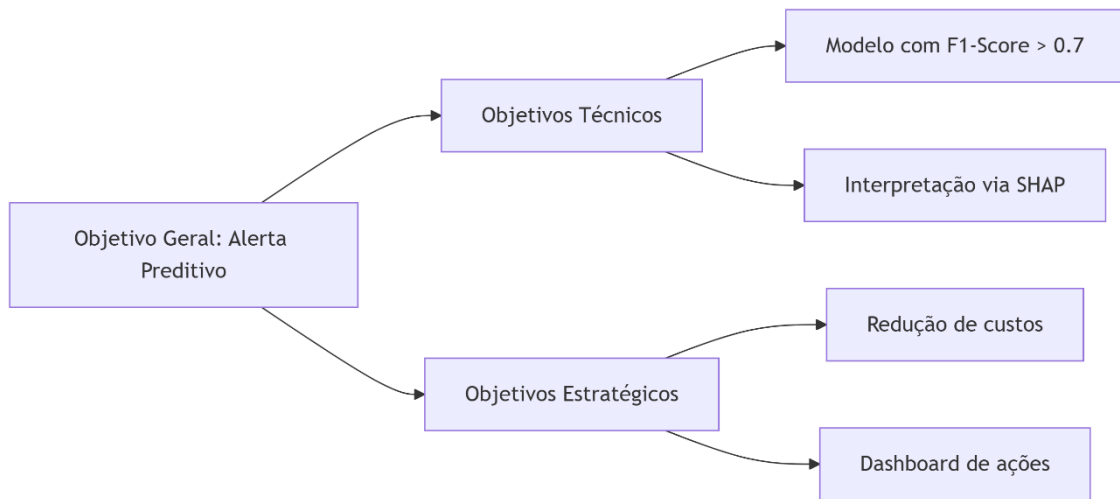 Objetivo Geral: Alerta
Preditivo
Objetivos Técnicos
Modelo com F1-Score > 0.7
Interpretação via SHAP
Objetivos Estratégicos
Redução de custos
Dashboard de ações